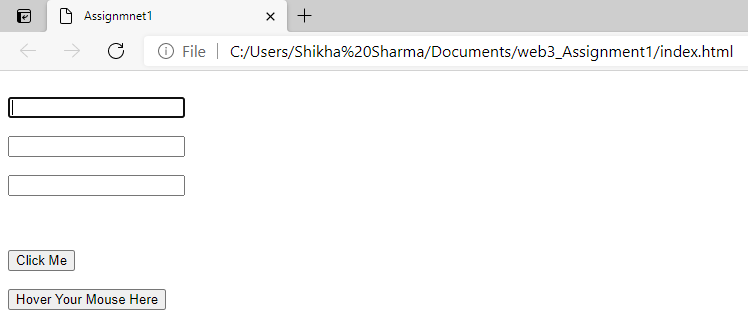 Assignmnet1
File C:/Users/Shikha%20Sharma/Documents/web3_Assignment1/index.html
Click Me
Hover Your Mouse Here